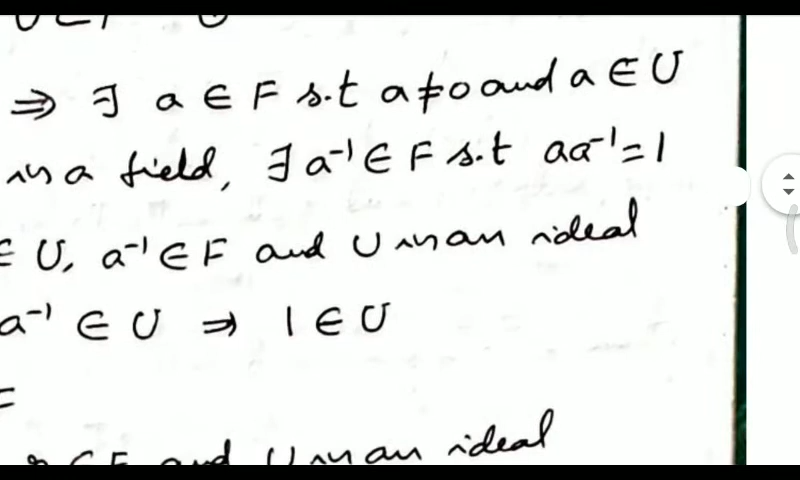 ⇒ ∃ a ∈ F s.t a≠0 and a ∈ U
is a field, ∃ a⁻¹ ∈ F s.t aa⁻¹ = 1
∈ U, a⁻¹ ∈ F and U is an ideal
a⁻¹ ∈ U ⇒ 1 ∈ U
∈ F and U is an ideal